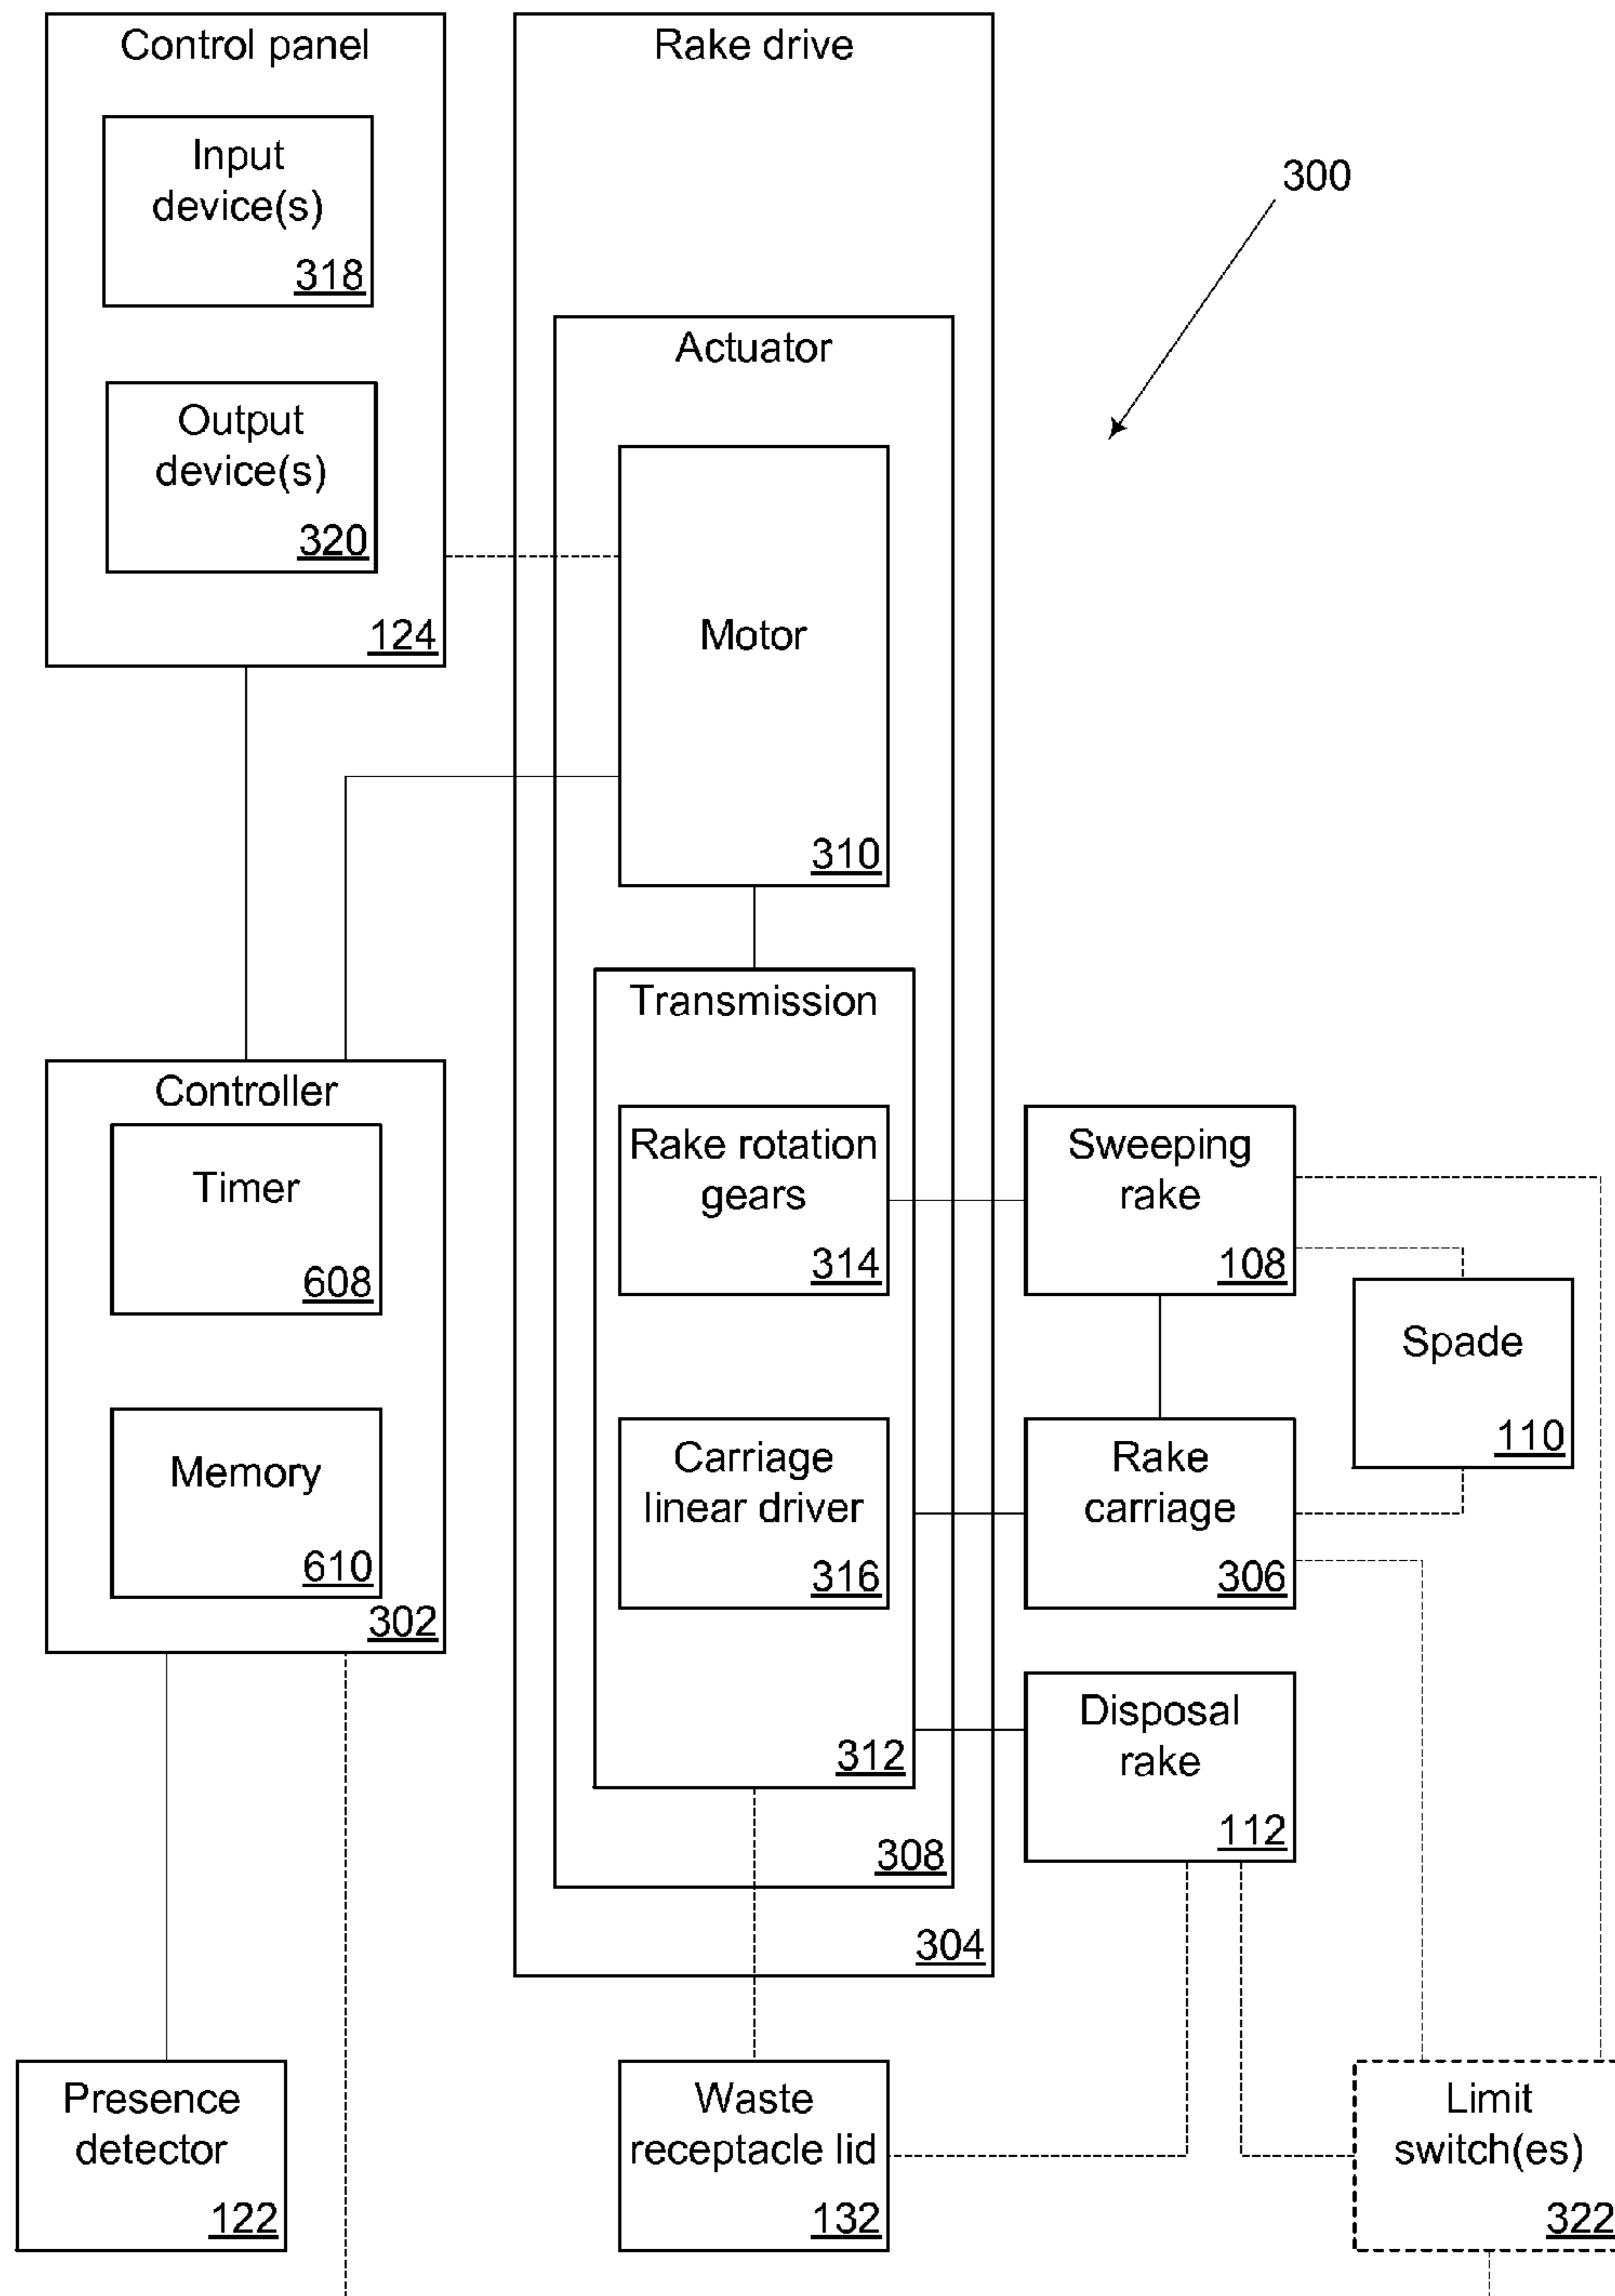 Control panel
Input
device(s)
318
Output
device(s)
320
124
Rake drive
Actuator
Motor
310
300
Transmission
Rake rotation
gears
314
Carriage
linear driver
316
312
308
304
Controller
Timer
608
Memory
610
302
Sweeping
rake
108
Spade
110
Rake
carriage
306
Disposal
rake
112
Presence
detector
122
Waste
receptacle lid
132
Limit
switch(es)
322